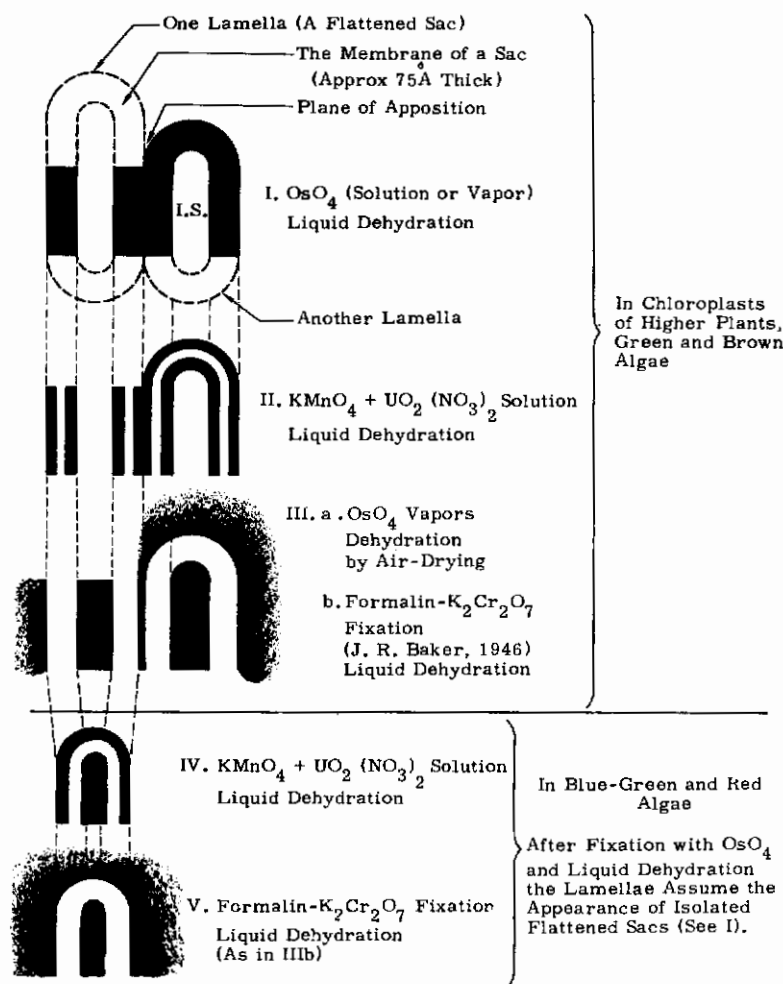 One Lamella (A Flattened Sac)
The Membrane of a Sac
(Approx 75Å Thick)
Plane of Apposition
I. OsO₄ (Solution or Vapor)
Liquid Dehydration
I.S.
Another Lamella
II. KMnO₄ + UO₂ (NO₃)₂ Solution
Liquid Dehydration
III. a. OsO₄ Vapors
Dehydration
by Air-Drying
b. Formalin-K₂Cr₂O₇
Fixation
(J. R. Baker, 1946)
Liquid Dehydration
In Chloroplasts
of Higher Plants,
Green and Brown
Algae
IV. KMnO₄ + UO₂ (NO₃)₂ Solution
Liquid Dehydration
V. Formalin-K₂Cr₂O₇ Fixation
Liquid Dehydration
(As in IIIb)
In Blue-Green and Red
Algae
After Fixation with OsO₄
and Liquid Dehydration
the Lamellae Assume the
Appearance of Isolated
Flattened Sacs (See I).